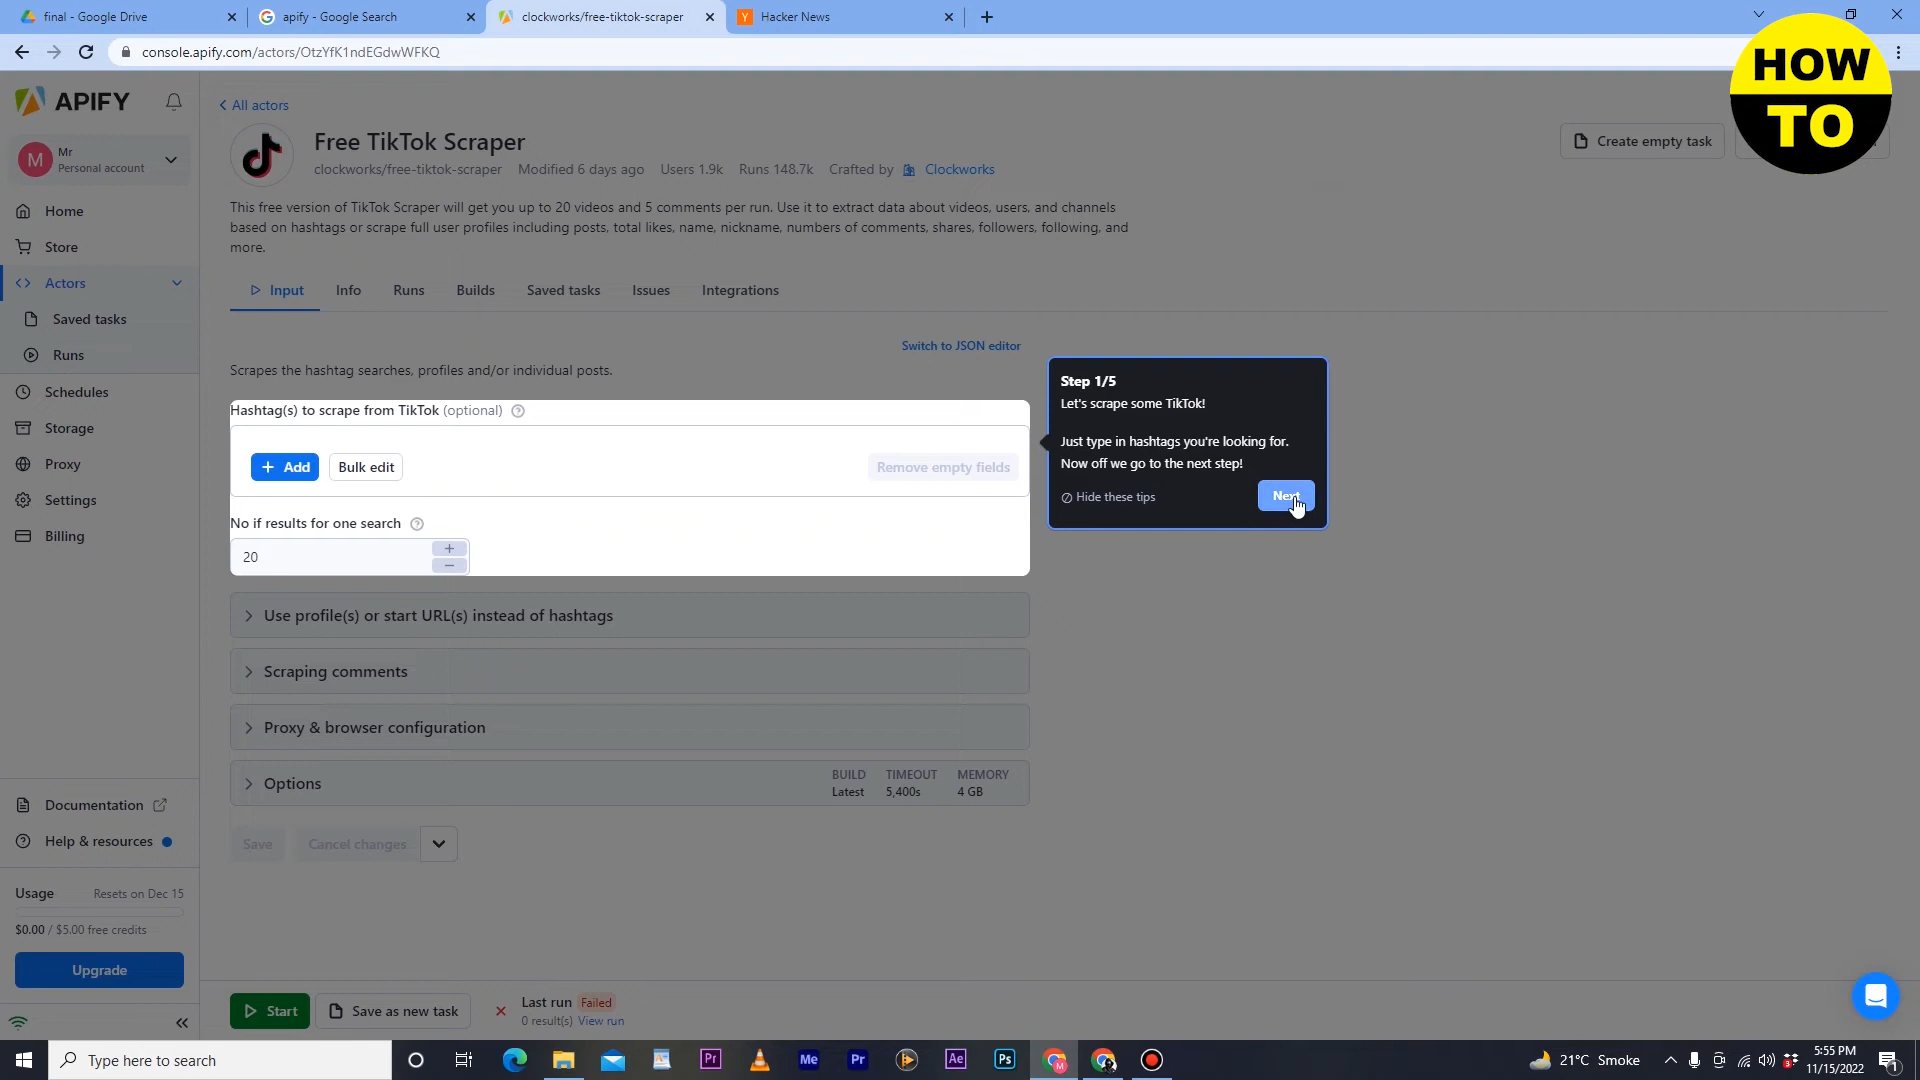 final - Google Drive
apify - Google Search
clockworks/free-tiktok-scraper
Hacker News
console.apify.com/actors/OtzYfK1ndEGdwWFKQ
HOW
TO
APIFY
All actors
Free TikTok Scraper
Create empty task
M
Mr
Personal account
clockworks/free-tiktok-scraper Modified 6 days ago Users 1.9k Runs 148.7k Crafted by Clockworks
This free version of TikTok Scraper will get you up to 20 videos and 5 comments per run. Use it to extract data about videos, users, and channels
based on hashtags or scrape full user profiles including posts, total likes, name, nickname, numbers of comments, shares, followers, following, and
more.
Home
Store
Actors
Saved tasks
Runs
Schedules
Storage
Proxy
Settings
Billing
Input Info Runs Builds Saved tasks Issues Integrations
Switch to JSON editor
Scrapes the hashtag searches, profiles and/or individual posts.
Hashtag(s) to scrape from TikTok (optional)
+ Add Bulk edit Remove empty fields
No if results for one search
20
Step 1/5
Let's scrape some TikTok!
Just type in hashtags you're looking for.
Now off we go to the next step!
Hide these tips
Next
Use profile(s) or start URL(s) instead of hashtags
Scraping comments
Proxy & browser configuration
Options
BUILD TIMEOUT MEMORY
Latest 5,400s 4 GB
Save Cancel changes
Documentation
Help & resources
Usage Resets on Dec 15
$0.00 / $5.00 free credits
Upgrade
Start
Save as new task
Last run Failed
0 result(s) View run
Type here to search
Pr
Me
Pr
Ae
Ps
M
21°C Smoke
3
5:55 PM
11/15/2022
1